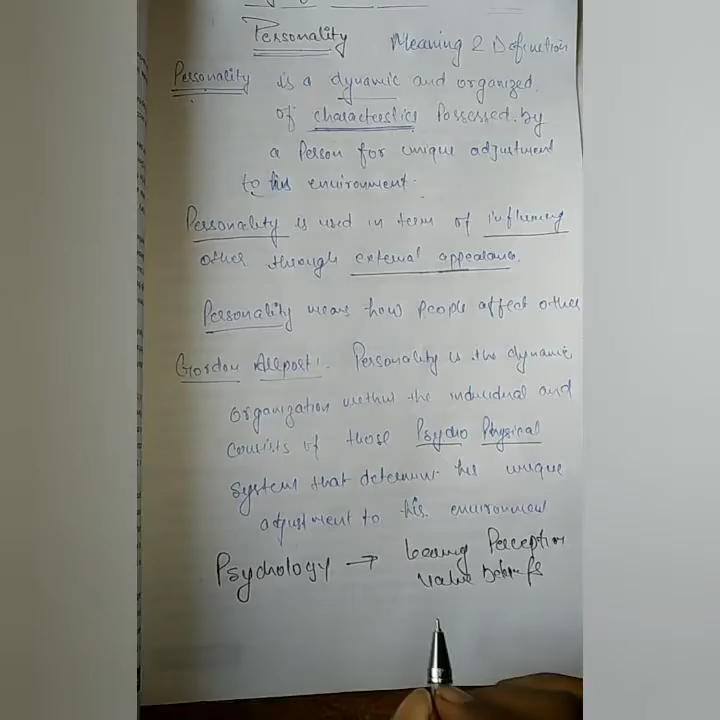 Personality Meaning & Definition
Personality is a dynamic and organized.
of characteristics Possessed by
a Person for unique adjustment
to his environment.
Personality is used in term of influening
other through external appearance.
Personality means how People affect other
Gordon Allport:. Personality is the dynamic
organization within the individual and
consists of those Psycho Physical
system that determine his unique
adjustment to his environment
Psychology → Learning Perception
value beliefs